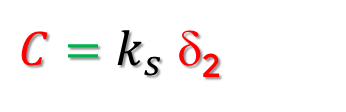 C = kₛ δ₂